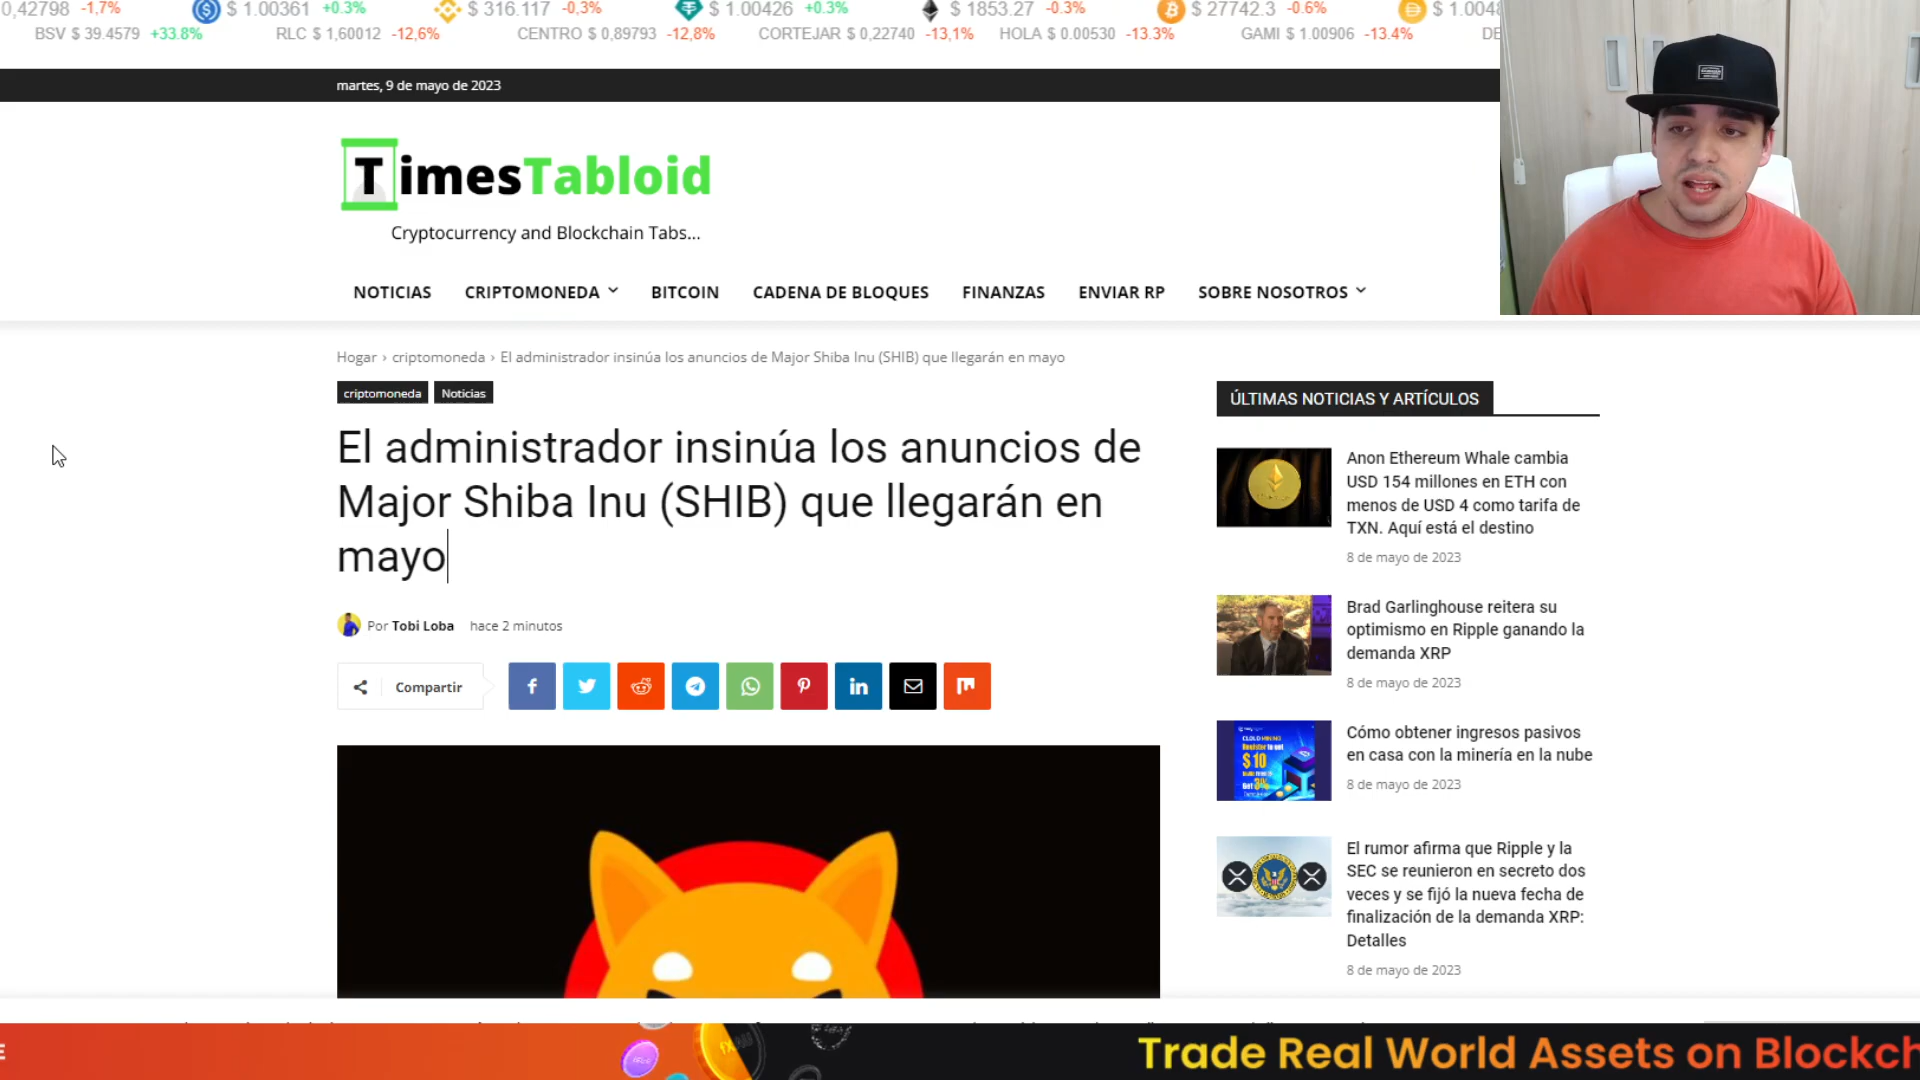 0,42798 -1,7% $ 1.00361 +0.3% $ 316.117 -0,3% $ 1.00426 +0.3% $ 1853.27 -0.3% $ 27742.3 -0.6% $ 1.0048
BSV $ 39.4579 +33.8% RLC $ 1,60012 -12,6% CENTRO $ 0,89793 -12,8% CORTEJAR $ 0,22740 -13,1% HOLA $ 0.00530 -13.3% GAMI $ 1.00906 -13.4% DE
martes, 9 de mayo de 2023
TimesTabloid
Cryptocurrency and Blockchain Tabs...
NOTICIAS CRIPTOMONEDA BITCOIN CADENA DE BLOQUES FINANZAS ENVIAR RP SOBRE NOSOTROS
Hogar › criptomoneda › El administrador insinúa los anuncios de Major Shiba Inu (SHIB) que llegarán en mayo
criptomoneda Noticias
El administrador insinúa los anuncios de
Major Shiba Inu (SHIB) que llegarán en
mayo
Por Tobi Loba hace 2 minutos
Compartir
ÚLTIMAS NOTICIAS Y ARTÍCULOS
Anon Ethereum Whale cambia
USD 154 millones en ETH con
menos de USD 4 como tarifa de
TXN. Aquí está el destino
8 de mayo de 2023
Brad Garlinghouse reitera su
optimismo en Ripple ganando la
demanda XRP
8 de mayo de 2023
CLOUD MINING
$ 10
3%
Cómo obtener ingresos pasivos
en casa con la minería en la nube
8 de mayo de 2023
El rumor afirma que Ripple y la
SEC se reunieron en secreto dos
veces y se fijó la nueva fecha de
finalización de la demanda XRP:
Detalles
8 de mayo de 2023
E
Trade Real World Assets on Blockch